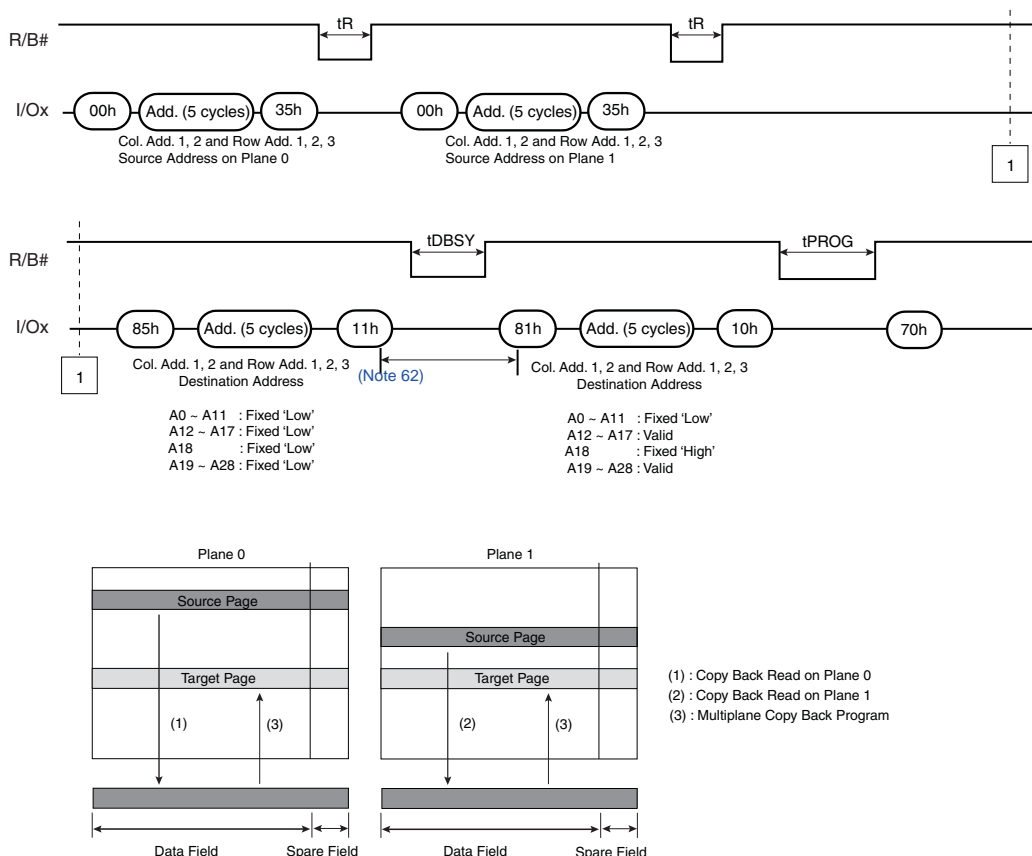 tR
tR
R/B#
I/Ox
00h
Add. (5 cycles)
35h
00h
Add. (5 cycles)
35h
Col. Add. 1, 2 and Row Add. 1, 2, 3
Source Address on Plane 0
Col. Add. 1, 2 and Row Add. 1, 2, 3
Source Address on Plane 1
1
tDBSY
tPROG
R/B#
I/Ox
85h
Add. (5 cycles)
11h
81h
Add. (5 cycles)
10h
70h
1
Col. Add. 1, 2 and Row Add. 1, 2, 3
Destination Address
(Note 62)
Col. Add. 1, 2 and Row Add. 1, 2, 3
Destination Address
A0 ~ A11 : Fixed ‘Low’
A12 ~ A17 : Fixed ‘Low’
A18 : Fixed ‘Low’
A19 ~ A28 : Fixed ‘Low’
A0 ~ A11 : Fixed ‘Low’
A12 ~ A17 : Valid
A18 : Fixed ‘High’
A19 ~ A28 : Valid
Plane 0
Source Page
Target Page
(1)
(3)
Data Field
Spare Field
Plane 1
Source Page
Target Page
(2)
(3)
Data Field
Spare Field
(1) : Copy Back Read on Plane 0
(2) : Copy Back Read on Plane 1
(3) : Multiplane Copy Back Program